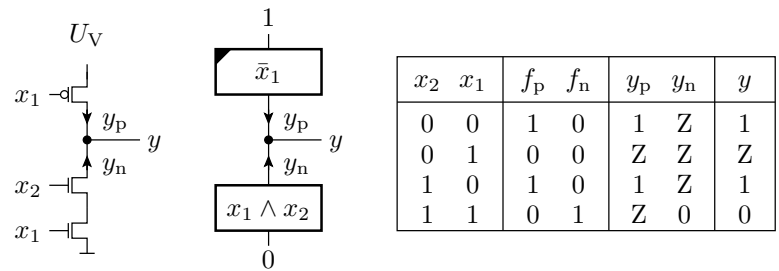 U_V
x_1
y_p
y
y_n
x_2
x_1
1
x̄_1
y_p
y
y_n
x_1 ∧ x_2
0
x_2 x_1 f_p f_n y_p y_n y
0 0 1 0 1 Z 1
0 1 0 0 Z Z Z
1 0 1 0 1 Z 1
1 1 0 1 Z 0 0